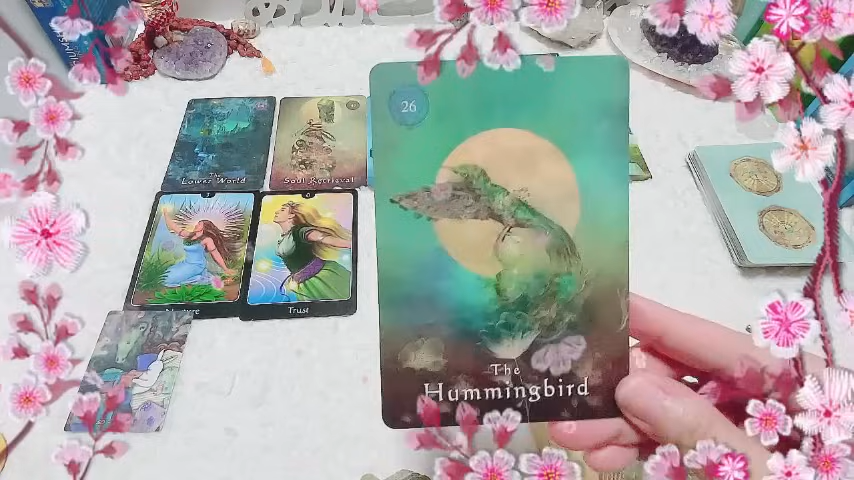 26
The
Hummingbird
The
Lower World
Soul Retrieval
Trust